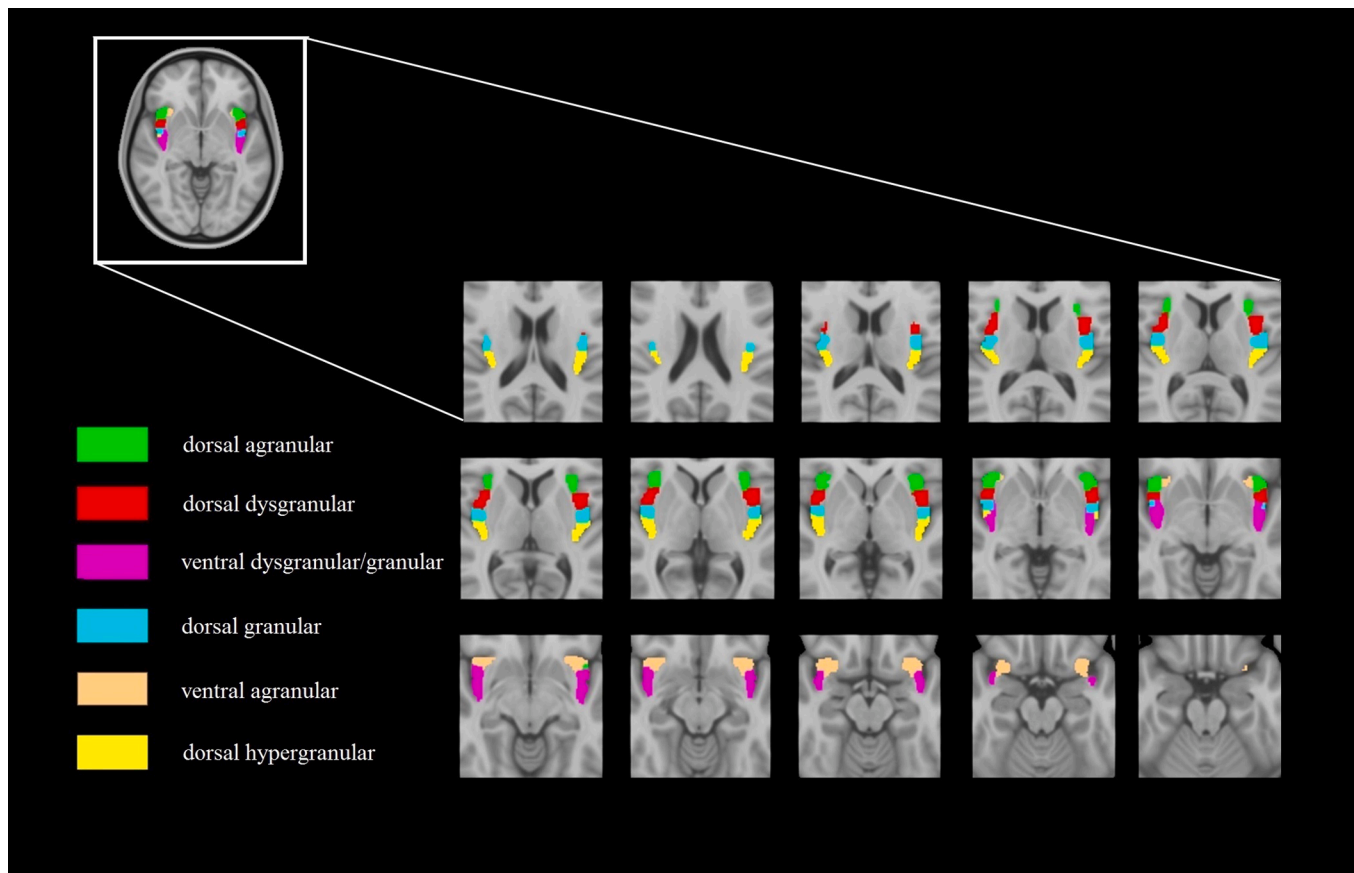 dorsal agranular
dorsal dysgranular
ventral dysgranular/granular
dorsal granular
ventral agranular
dorsal hypergranular